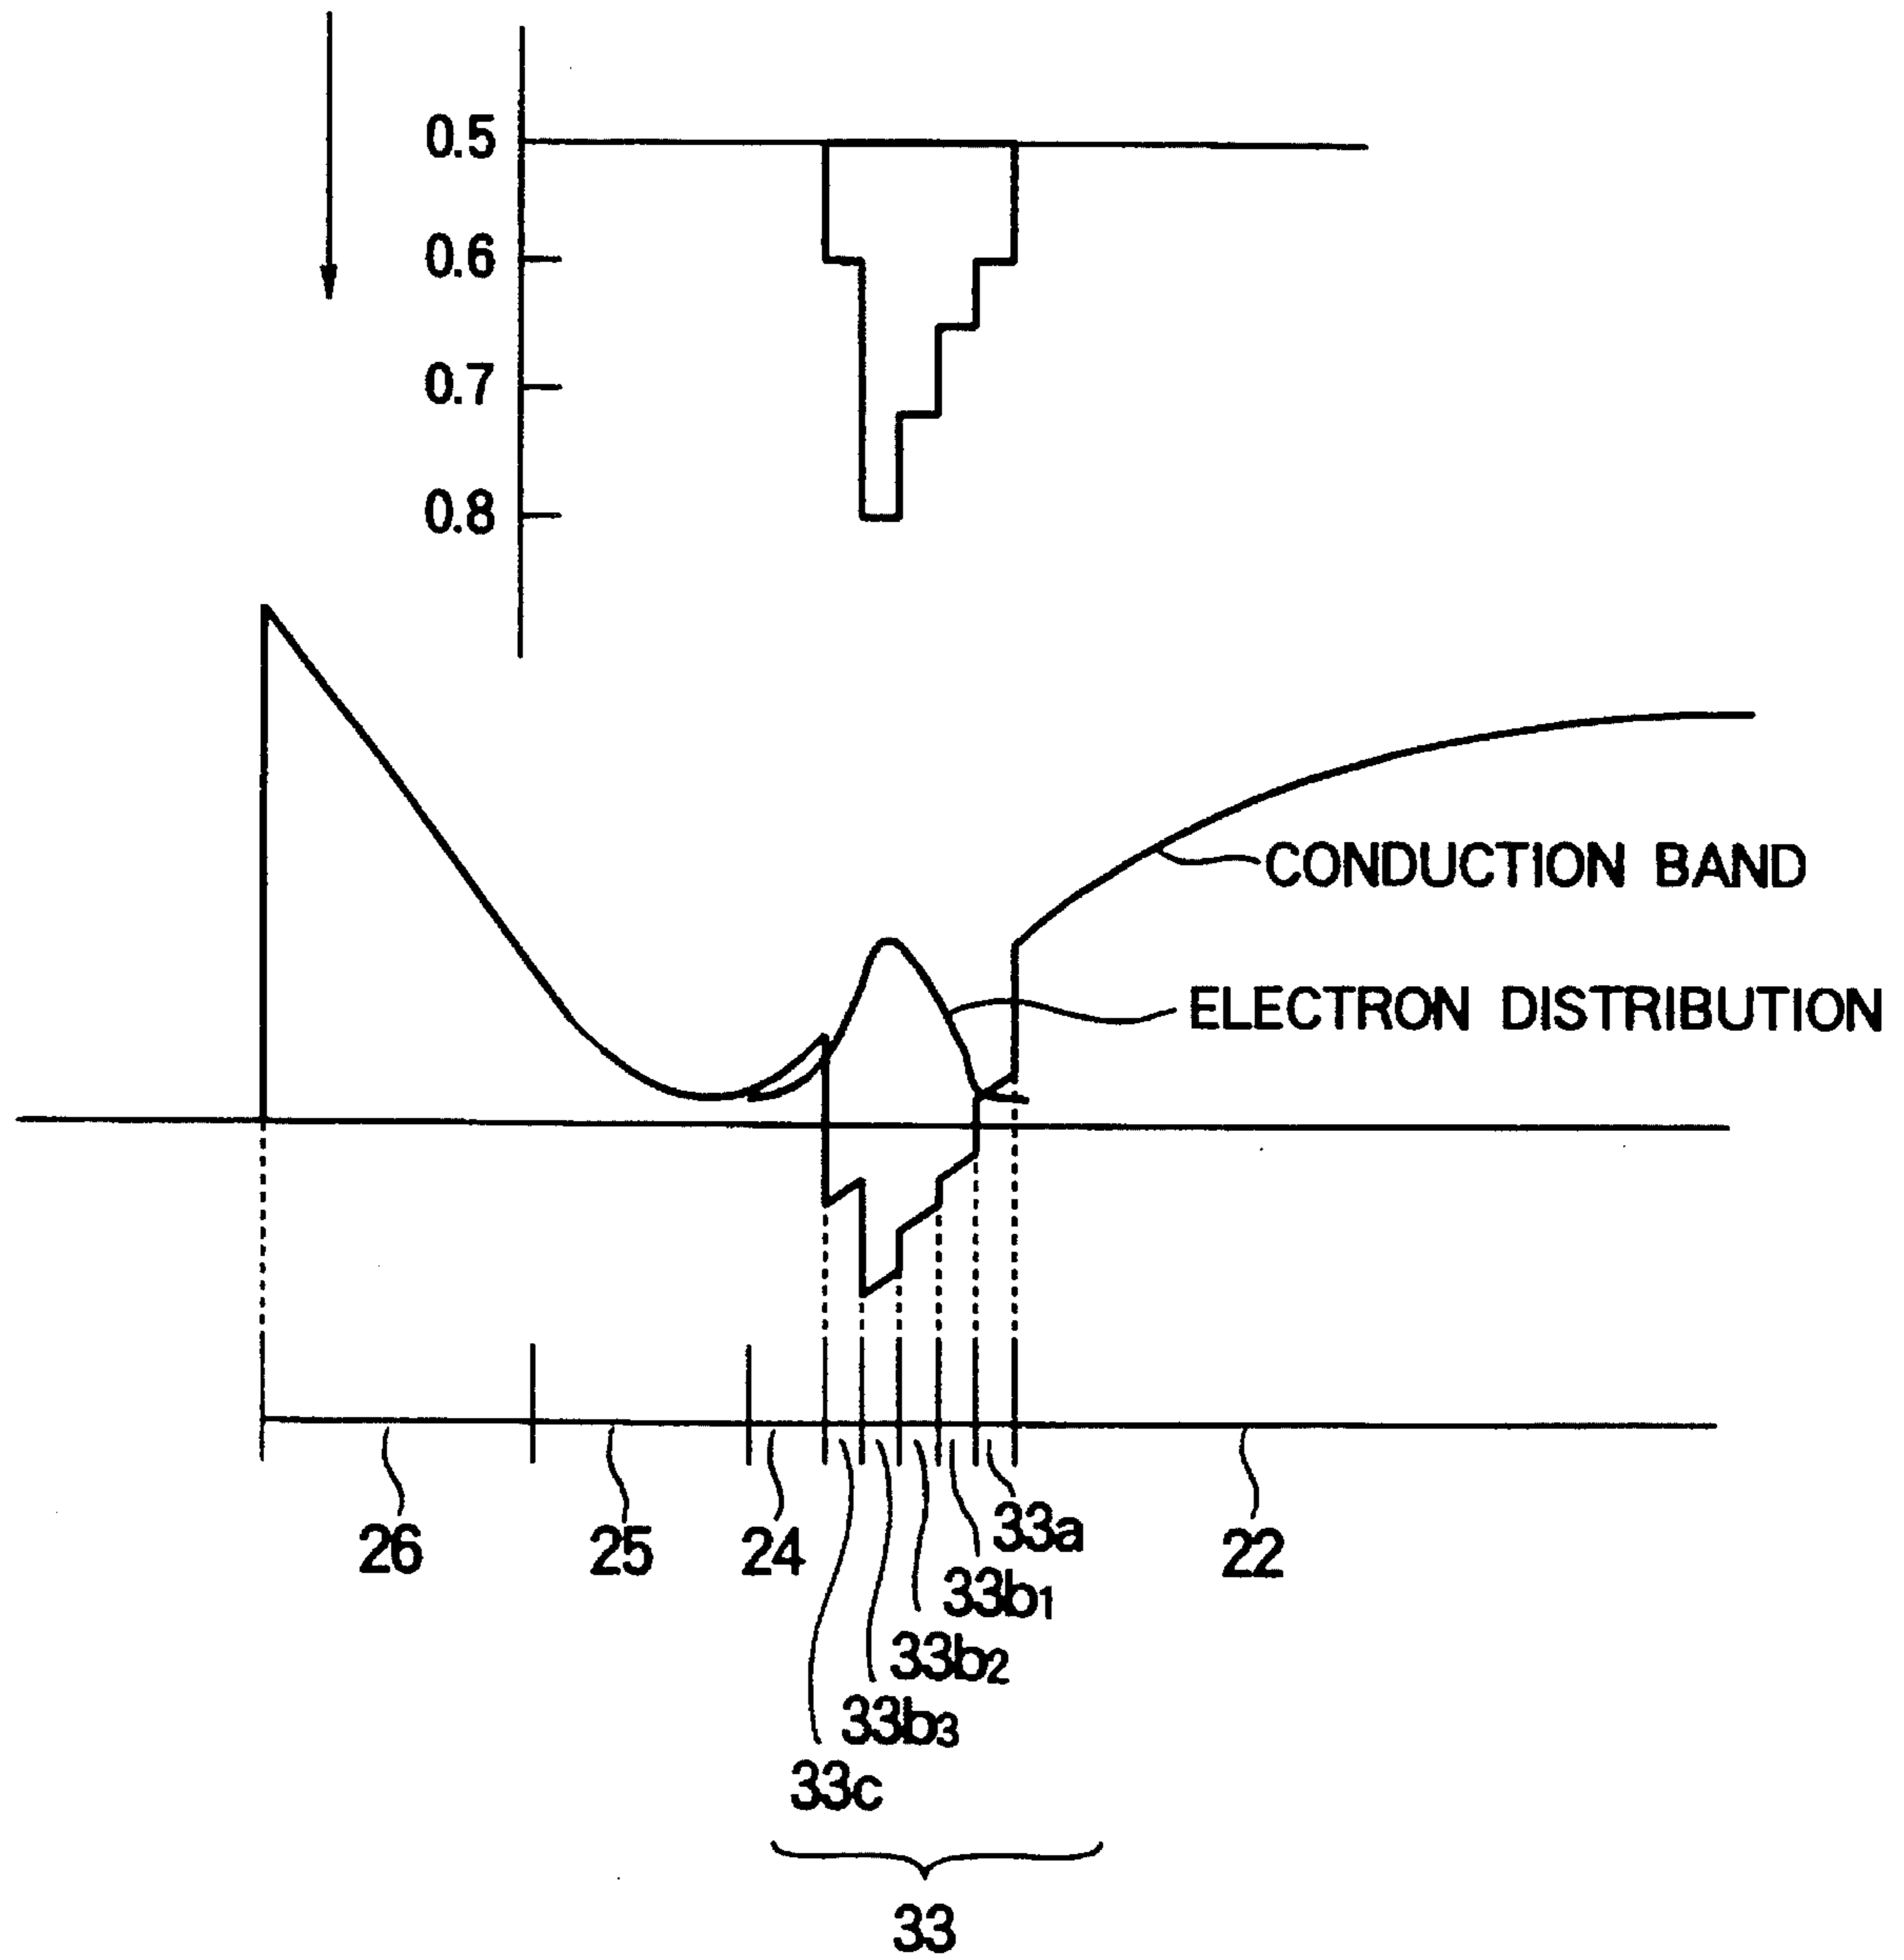 0.5
0.6
0.7
0.8
CONDUCTION BAND
ELECTRON DISTRIBUTION
26
25
24
33a
22
33b1
33b2
33b3
33c
33